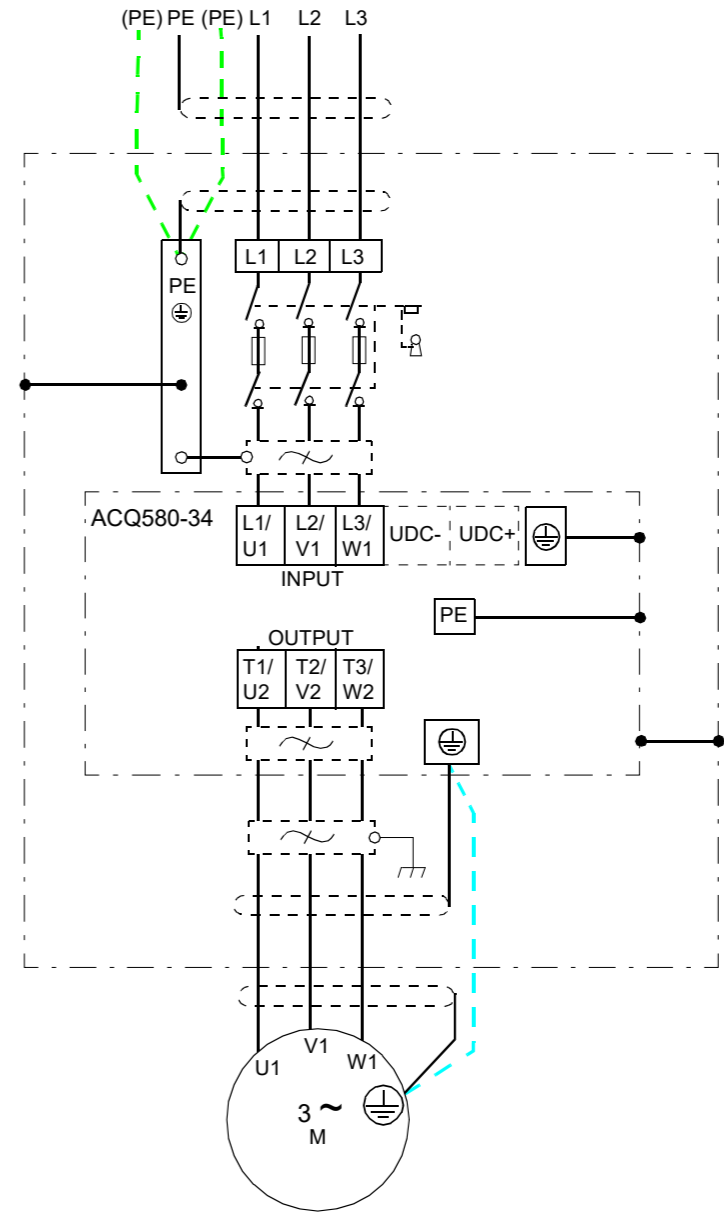 (PE) PE (PE) L1 L2 L3
L1 L2 L3
PE
ACQ580-34
L1/ L2/ L3/
U1 V1 W1
UDC- UDC+
INPUT
PE
OUTPUT
T1/ T2/ T3/
U2 V2 W2
U1 V1 W1
3 ~
M